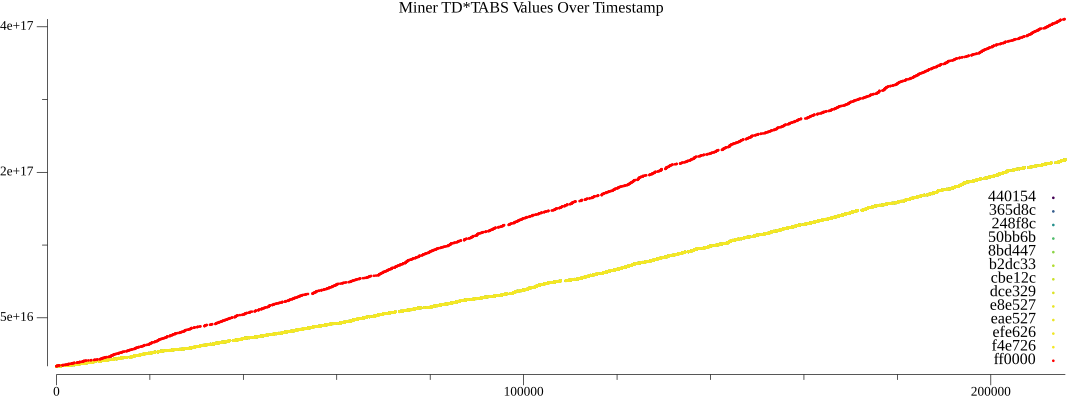 Miner TD*TABS Values Over Timestamp
4e+17
2e+17
5e+16
440154
365d8c
248f8c
50bb6b
8bd447
b2dc33
cbe12c
dce329
e8e527
eae527
efe626
f4e726
ff0000
0
100000
200000